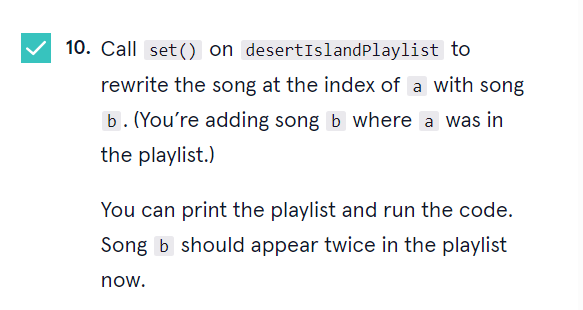 10. Call set() on desertIslandPlaylist to
rewrite the song at the index of a with song
b. (You’re adding song b where a was in
the playlist.)
You can print the playlist and run the code.
Song b should appear twice in the playlist
now.